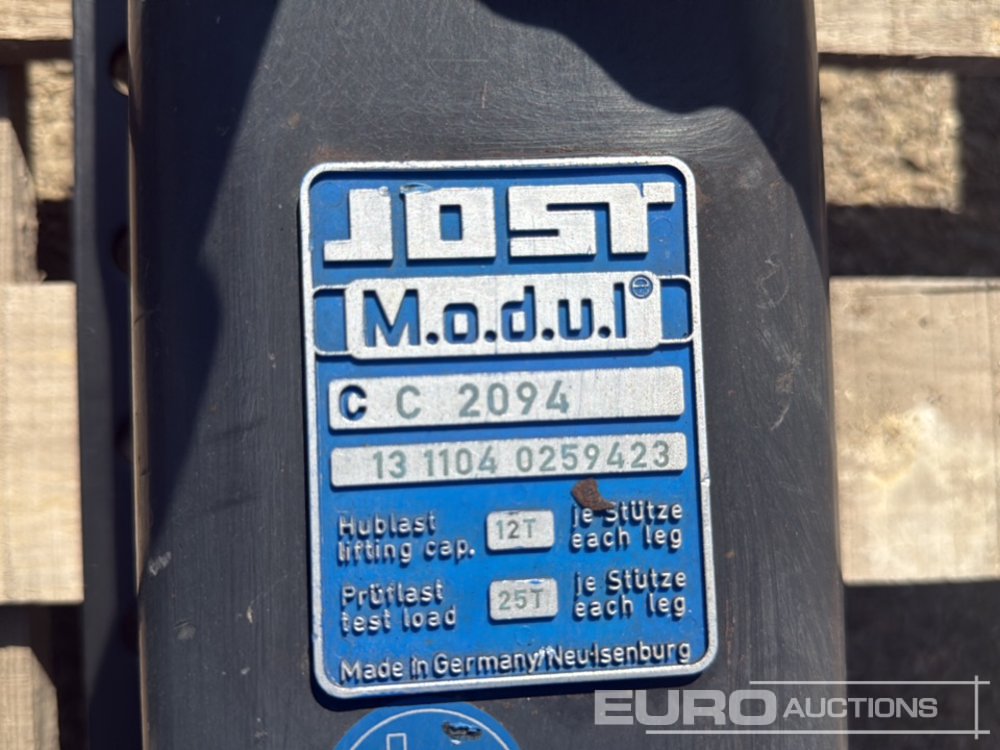 JOST
M.o.d.u.l
C C 2094
13 1104 0259423
Hublast
lifting cap.
12T
je Stütze
each leg
Prüflast
test load
25T
je Stütze
each leg
Made in Germany/Neu-Isenburg
EURO AUCTIONS